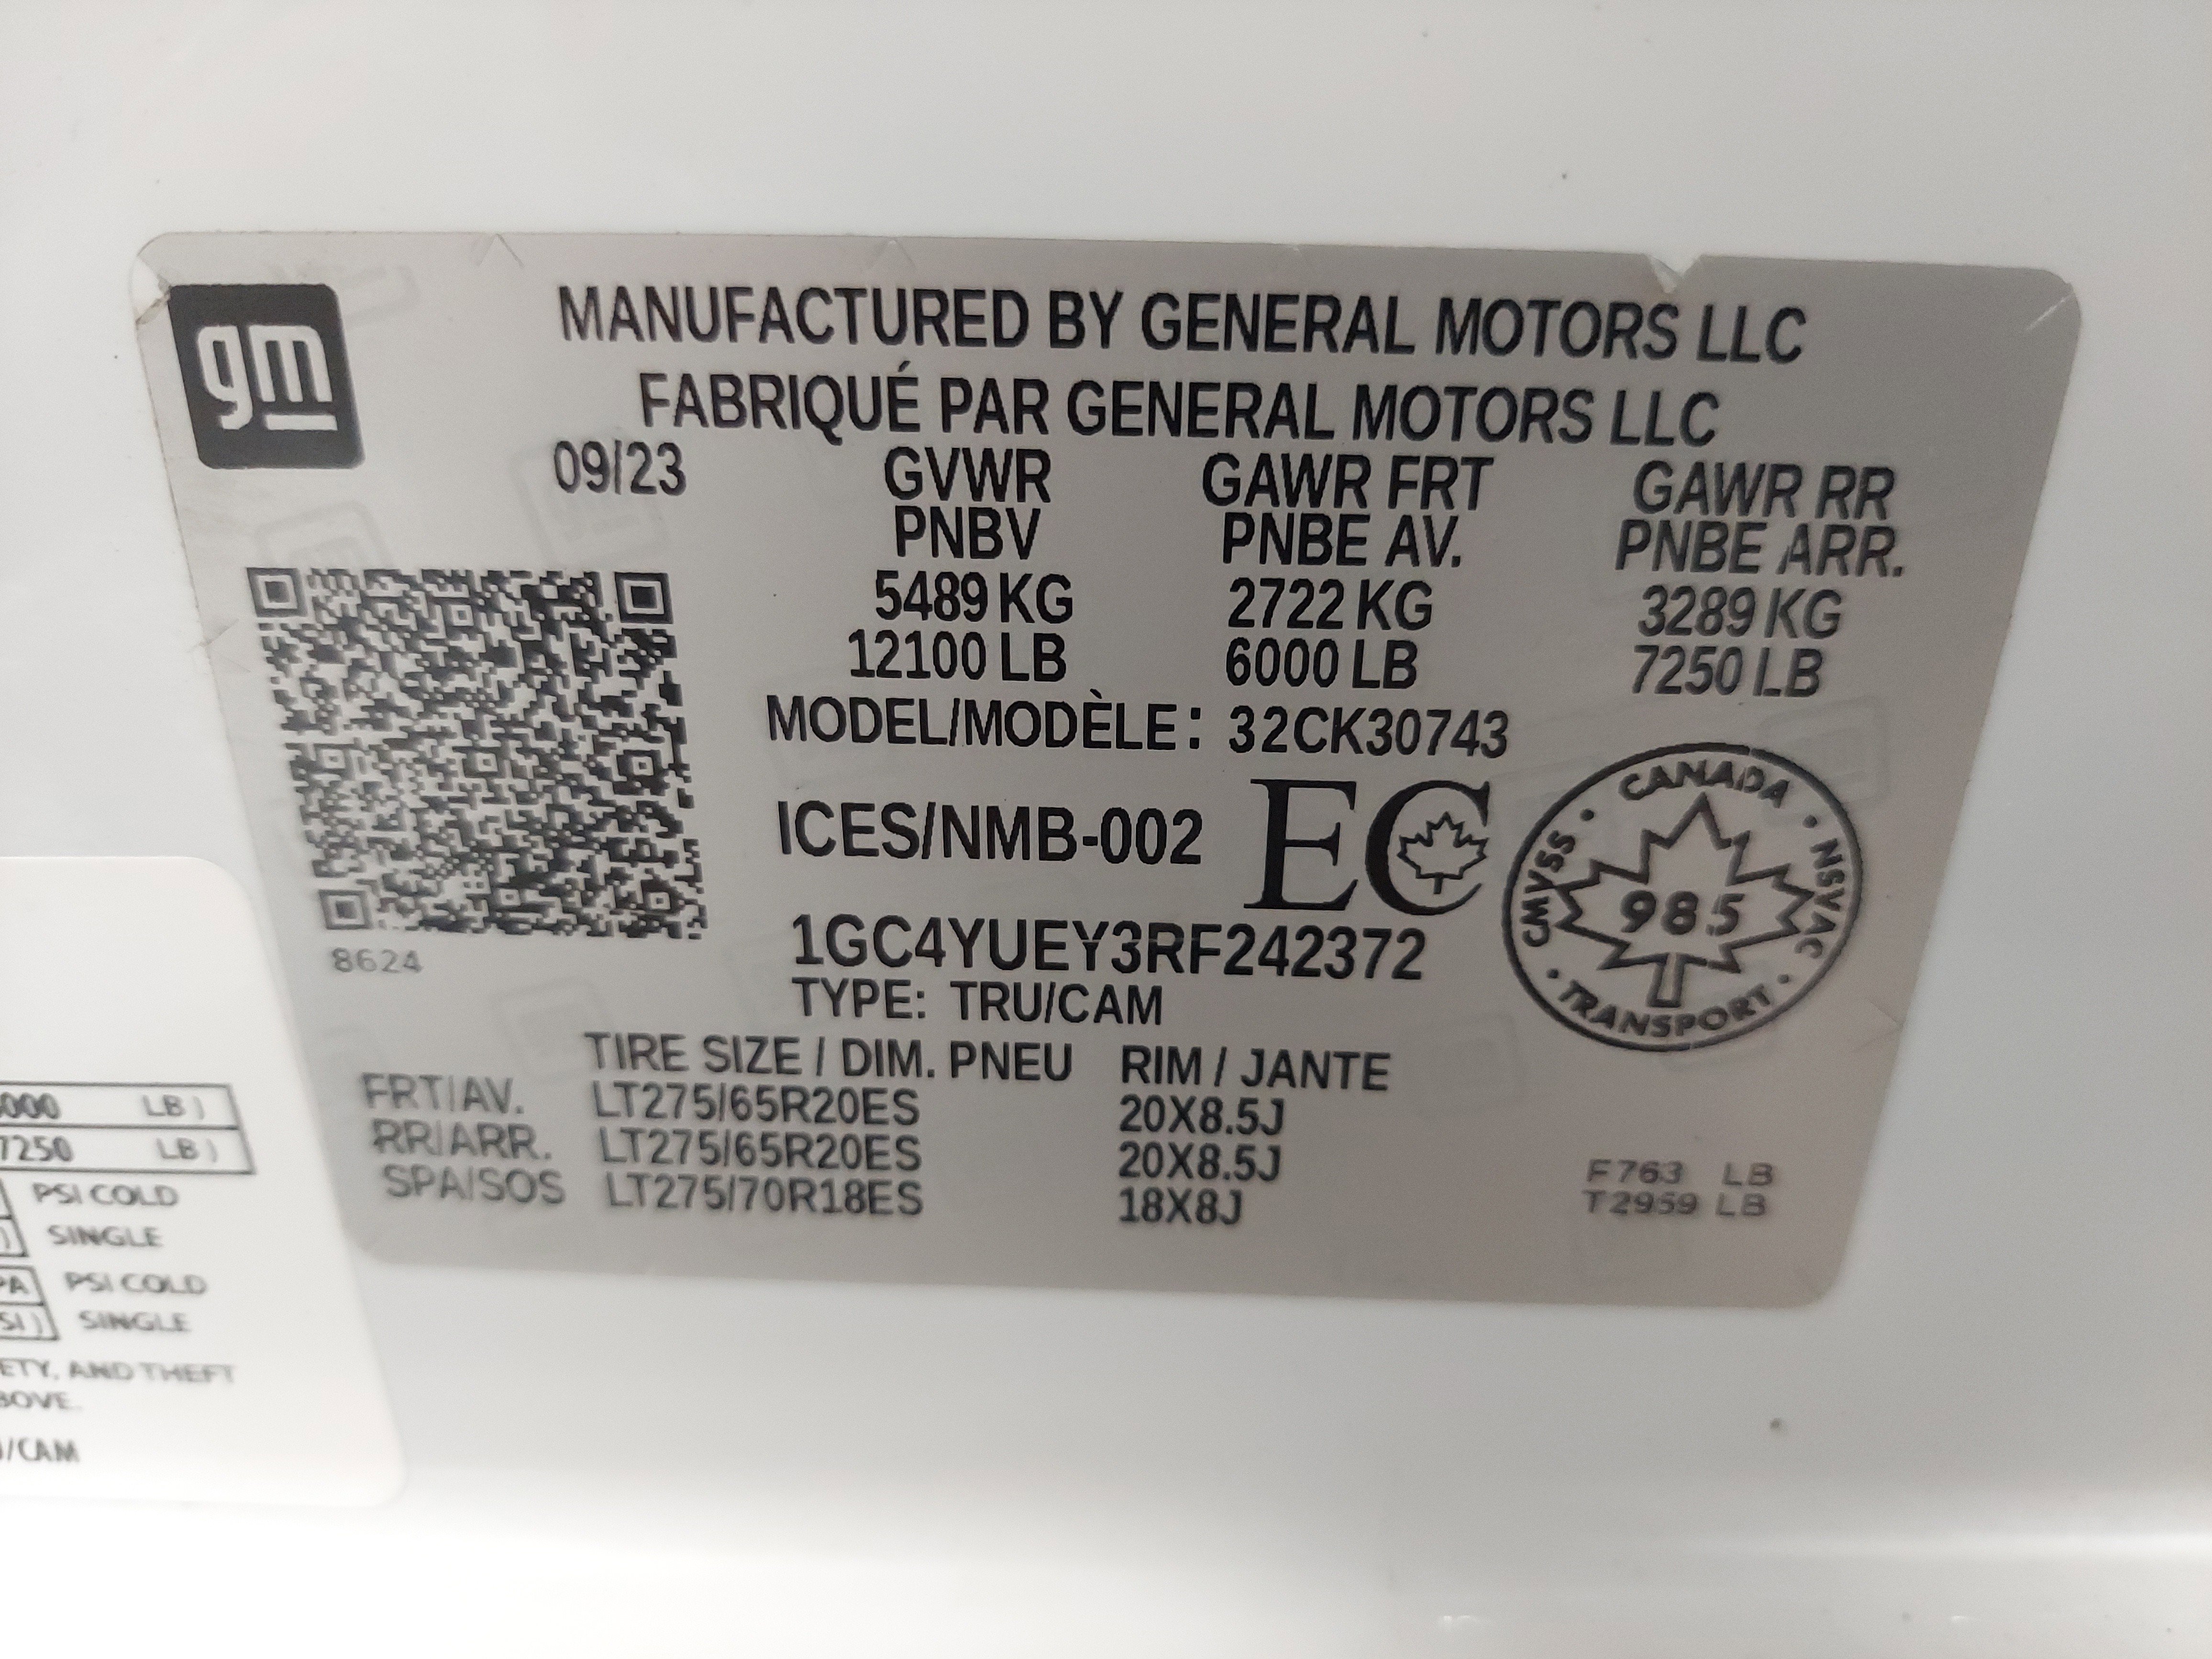 gm
MANUFACTURED BY GENERAL MOTORS LLC
FABRIQUÉ PAR GENERAL MOTORS LLC
09/23 GVWR GAWR FRT GAWR RR
PNBV PNBE AV. PNBE ARR.
5489 KG 2722 KG 3289 KG
12100 LB 6000 LB 7250 LB
MODEL/MODÈLE: 32CK30743
ICES/NMB-002 EC
CANADA • NSVAC • TRANSPORT • CMVSS •
985
8624
1GC4YUEY3RF242372
TYPE: TRU/CAM
TIRE SIZE / DIM. PNEU RIM / JANTE
FRT/AV. LT275/65R20ES 20X8.5J
RR/ARR. LT275/65R20ES 20X8.5J
SPA/SOS LT275/70R18ES 18X8J
F763 LB
T2959 LB
LB)
7250 LB)
PSI COLD
SINGLE
PSI COLD
SINGLE
AND THEFT
/CAM